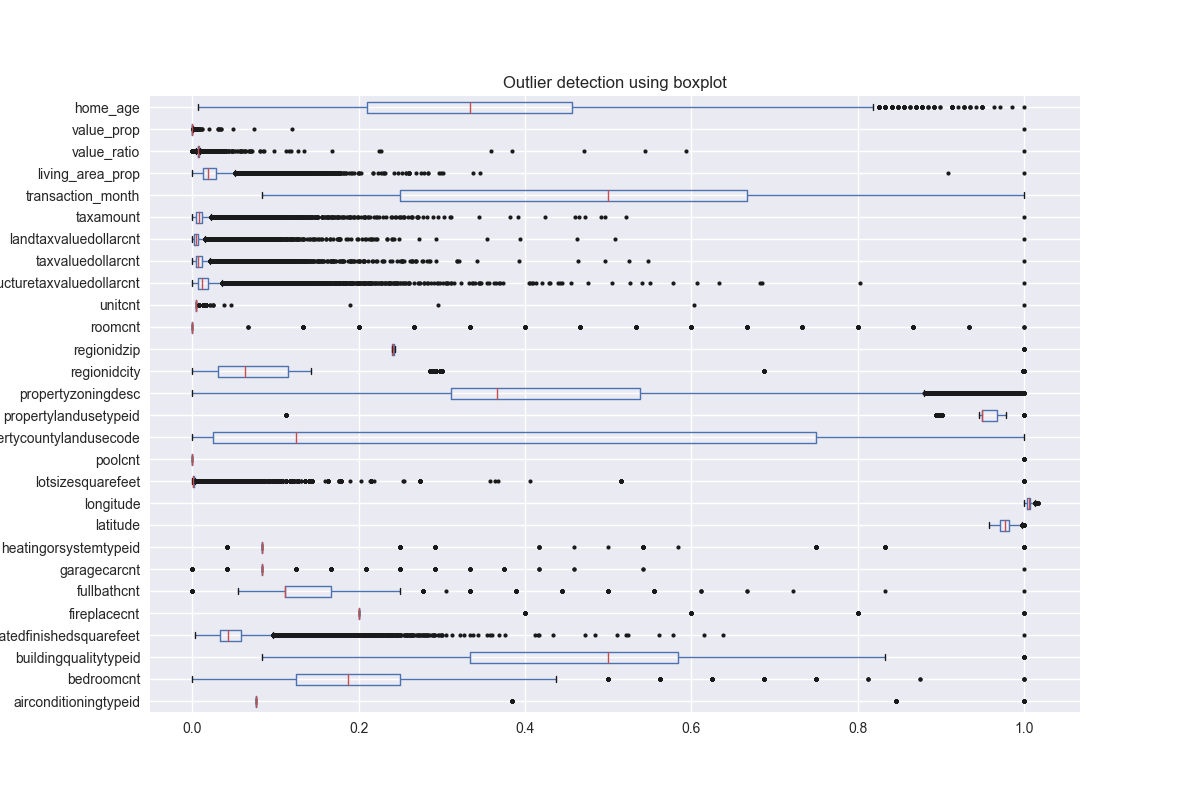 Outlier detection using boxplot
home_age
value_prop
value_ratio
living_area_prop
transaction_month
taxamount
landtaxvaluedollarcnt
taxvaluedollarcnt
ucturetaxvaluedollarcnt
unitcnt
roomcnt
regionidzip
regionidcity
propertyzoningdesc
propertylandusetypeid
ertycountylandusecode
poolcnt
lotsizesquarefeet
longitude
latitude
heatingorsystemtypeid
garagecarcnt
fullbathcnt
fireplacecnt
atedfinishedsquarefeet
buildingqualitytypeid
bedroomcnt
airconditioningtypeid
0.0 0.2 0.4 0.6 0.8 1.0